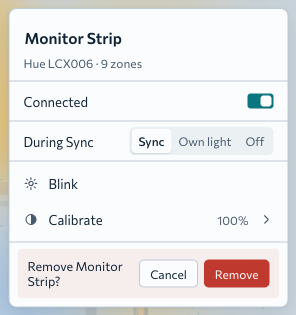 Monitor Strip
Hue LCX006 · 9 zones
Connected
During Sync Sync Own light Off
Blink
Calibrate 100%
Remove Monitor
Strip?
Cancel Remove